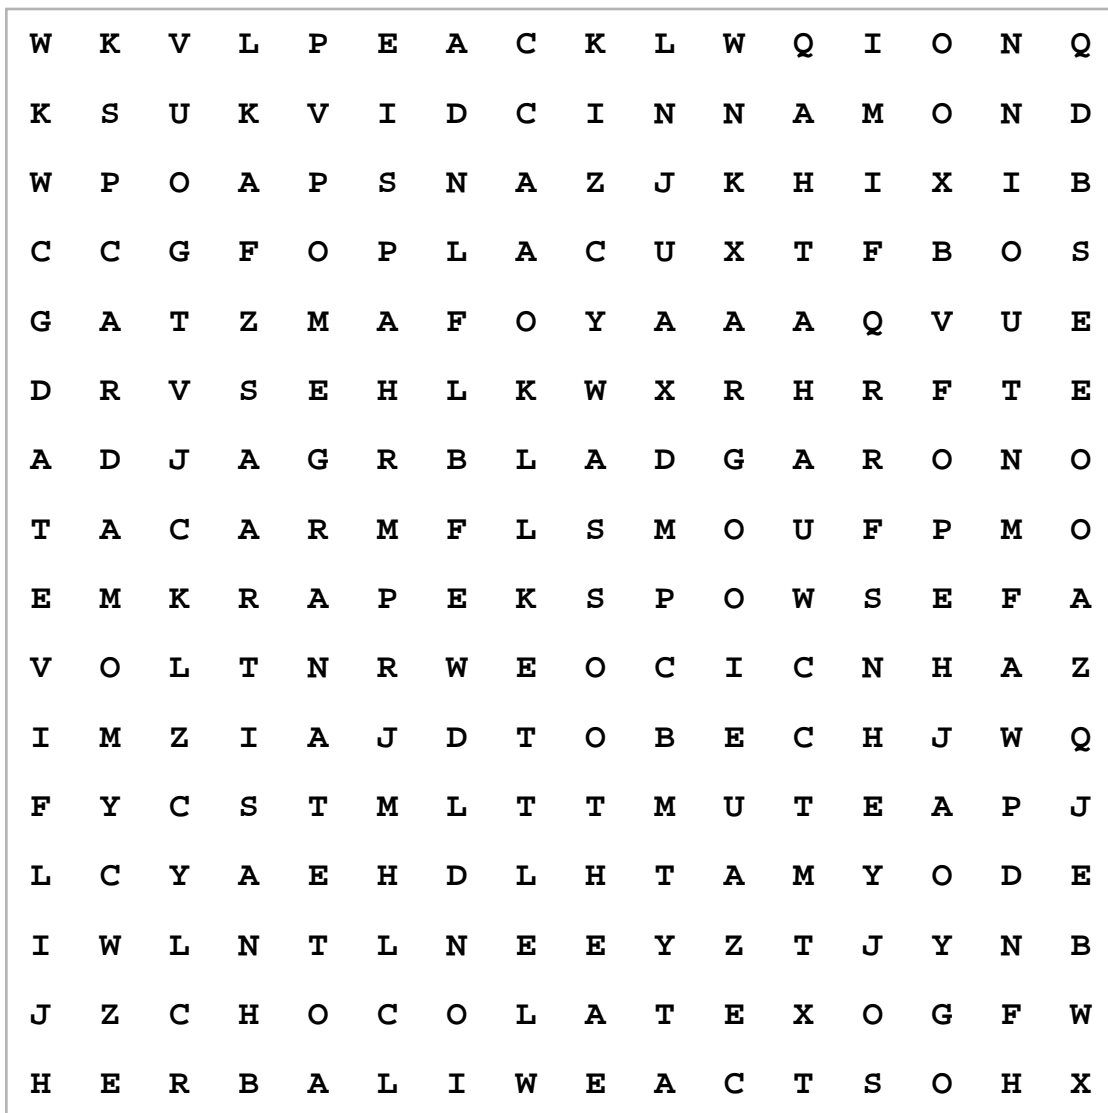 W K V L P E A C K L W Q I O N Q
K S U K V I D C I N N A M O N D
W P O A P S N A Z J K H I X I B
C C G F O P L A C U X T F B O S
G A T Z M A F O Y A A A Q V U E
D R V S E H L K W X R H R F T E
A D J A G R B L A D G A R O N O
T A C A R M F L S M O U F P M O
E M K R A P E K S P O W S E F A
V O L T N R W E O C I C N H A Z
I M Z I A J D T O B E C H J W Q
F Y C S T M L T T M U T E A P J
L C Y A E H D L H T A M Y O D E
I W L N T L N E E Y Z T J Y N B
J Z C H O C O L A T E X O G F W
H E R B A L I W E A C T S O H X